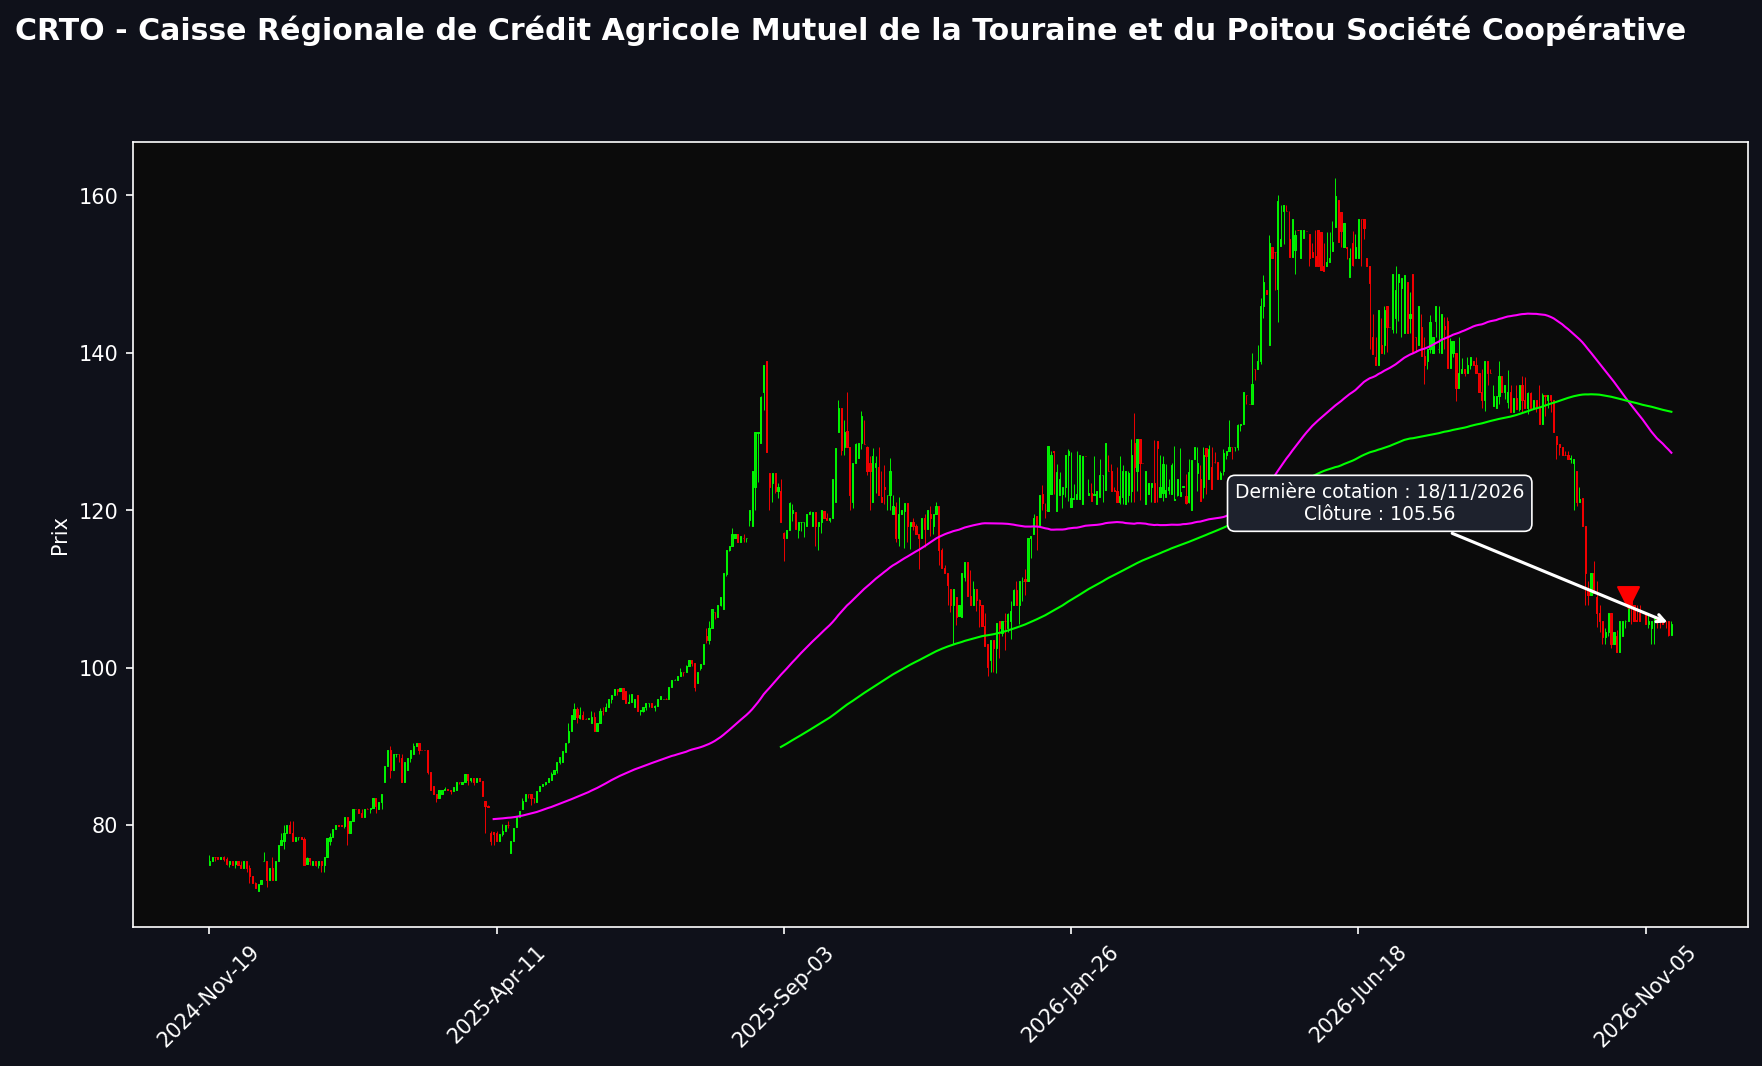 CRTO - Caisse Régionale de Crédit Agricole Mutuel de la Touraine et du Poitou Société Coopérative
160
140
120
100
80
Prix
Dernière cotation : 18/11/2026
Clôture : 105.56
2024-Nov-19
2025-Apr-11
2025-Sep-03
2026-Jan-26
2026-Jun-18
2026-Nov-05